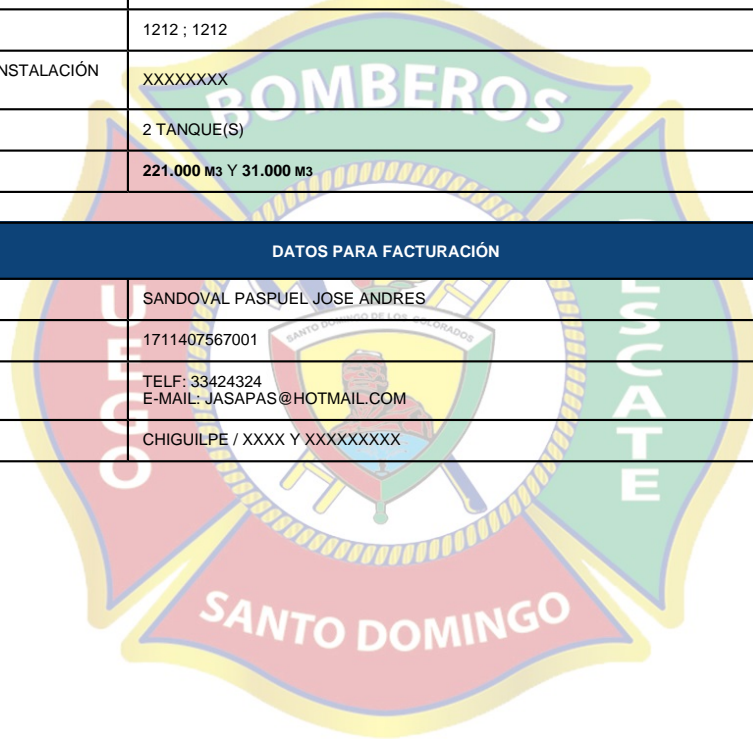 1212 ; 1212
NSTALACIÓN
XXXXXXXX
2 TANQUE(S)
221.000 M3 Y 31.000 M3
DATOS PARA FACTURACIÓN
SANDOVAL PASPUEL JOSE ANDRES
1711407567001
TELF: 33424324
E-MAIL: JASAPAS@HOTMAIL.COM
CHIGUILPE / XXXX Y XXXXXXXXX
BOMBEROS
UEGO
ESCATE
SANTO DOMINGO DE LOS COLORADOS
SANTO DOMINGO